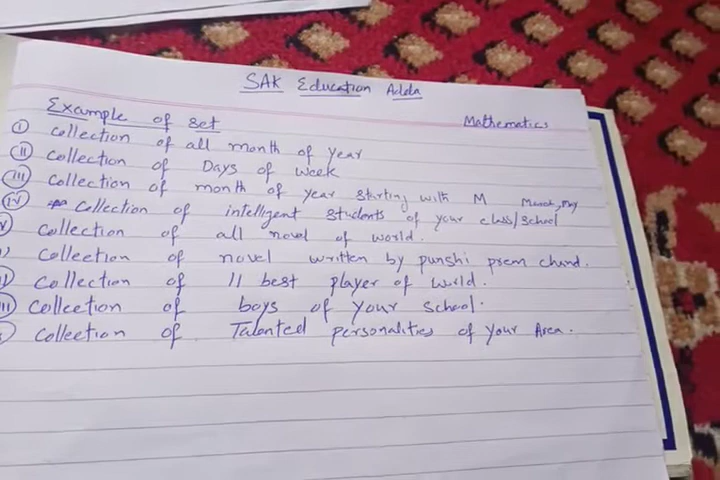 SAK Education Adda
Mathematics
Example of set
(i) collection of all month of year
(ii) collection of Days of week
(iii) collection of month of year starting with M March, May
(iv) collection of intelligent students of your class/school
collection of all novel of world.
collection of novel written by punshi prem chand.
collection of 11 best player of world.
collection of boys of your school.
collection of Talented personalities of your Area.